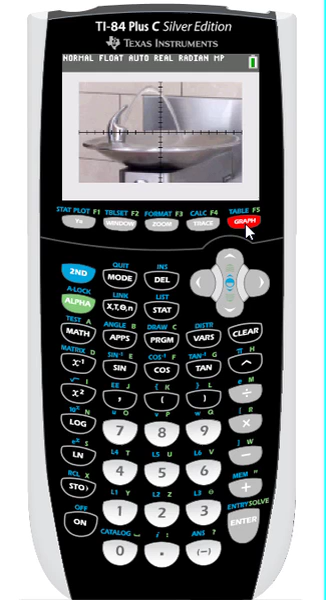 TI-84 Plus C Silver Edition
TEXAS INSTRUMENTS
NORMAL FLOAT AUTO REAL RADIAN MP
STAT PLOT F1 TBLSET F2 FORMAT F3 CALC F4 TABLE F5
Y= WINDOW ZOOM TRACE GRAPH
QUIT INS
2ND MODE DEL
A-LOCK LINK LIST
ALPHA X,T,θ,n STAT
TEST A ANGLE B DRAW C DISTR
MATH APPS PRGM VARS CLEAR
MATRIX D SIN⁻¹ E COS⁻¹ F TAN⁻¹ G π H
x⁻¹ SIN COS TAN ^
√ I EE J { K } L e M
x² , ( ) ÷
10ˣ N u O v P w Q [ R
LOG 7 8 9 ×
eˣ S L4 T L5 U L6 V ] W
LN 4 5 6 −
RCL X L1 Y L2 Z L3 θ MEM "
STO› 1 2 3 +
OFF CATALOG i : ANS ? ENTRY SOLVE
ON 0 . (−) ENTER